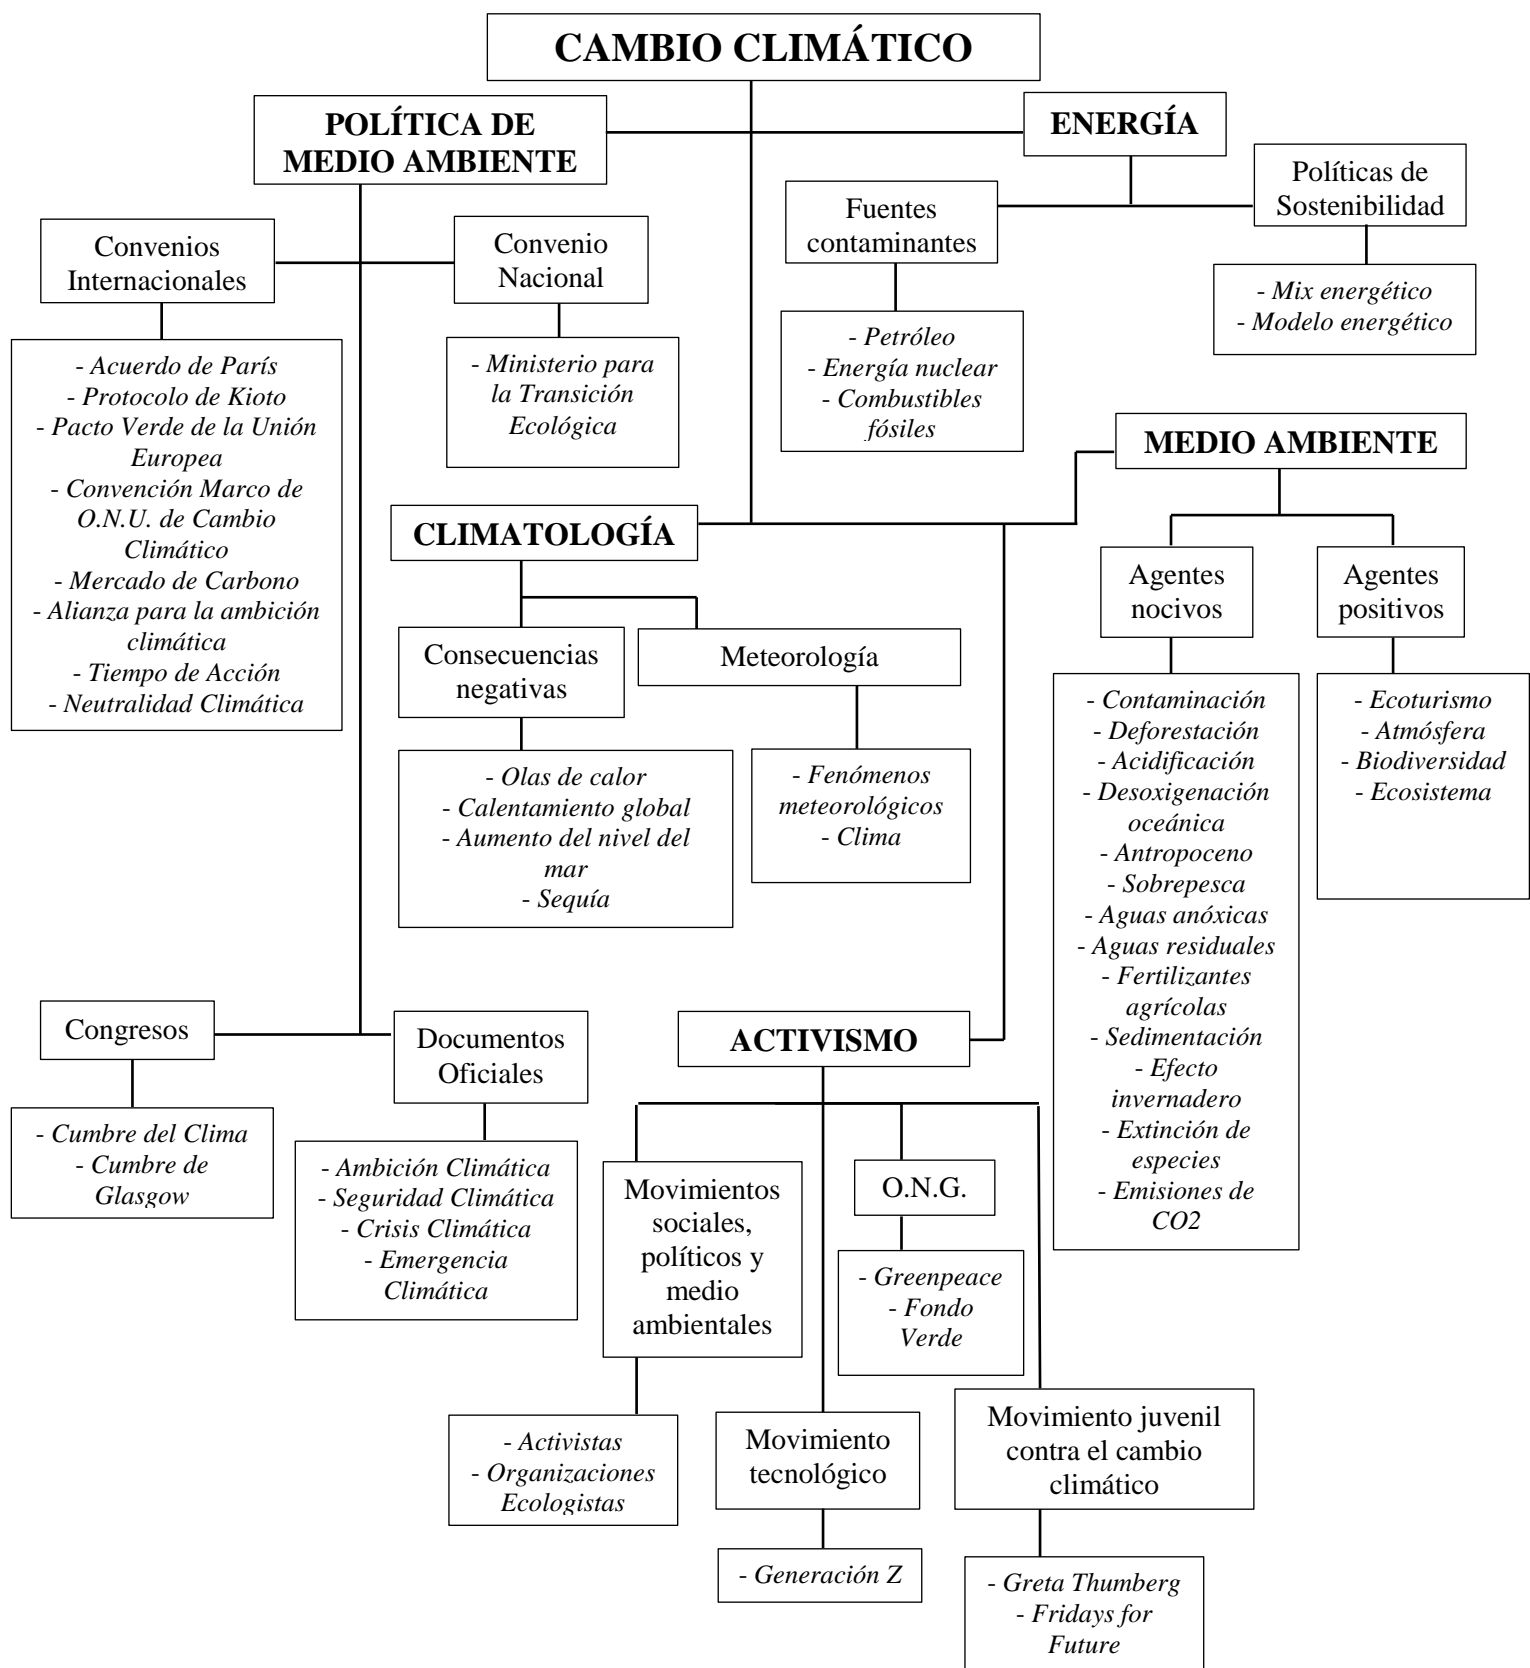 CAMBIO CLIMÁTICO
POLÍTICA DE
MEDIO AMBIENTE
ENERGÍA
Convenios
Internacionales
Convenio
Nacional
Fuentes
contaminantes
Políticas de
Sostenibilidad
- Acuerdo de París
- Protocolo de Kioto
- Pacto Verde de la Unión
Europea
- Convención Marco de
O.N.U. de Cambio
Climático
- Mercado de Carbono
- Alianza para la ambición
climática
- Tiempo de Acción
- Neutralidad Climática
- Ministerio para
la Transición
Ecológica
- Petróleo
- Energía nuclear
- Combustibles
fósiles
- Mix energético
- Modelo energético
MEDIO AMBIENTE
CLIMATOLOGÍA
Consecuencias
negativas
Meteorología
Agentes
nocivos
Agentes
positivos
- Olas de calor
- Calentamiento global
- Aumento del nivel del
mar
- Sequía
- Fenómenos
meteorológicos
- Clima
- Contaminación
- Deforestación
- Acidificación
- Desoxigenación
oceánica
- Antropoceno
- Sobrepesca
- Aguas anóxicas
- Aguas residuales
- Fertilizantes
agrícolas
- Sedimentación
- Efecto
invernadero
- Extinción de
especies
- Emisiones de
CO2
- Ecoturismo
- Atmósfera
- Biodiversidad
- Ecosistema
Congresos
Documentos
Oficiales
ACTIVISMO
- Cumbre del Clima
- Cumbre de
Glasgow
- Ambición Climática
- Seguridad Climática
- Crisis Climática
- Emergencia
Climática
Movimientos
sociales,
políticos y
medio
ambientales
O.N.G.
- Greenpeace
- Fondo
Verde
- Activistas
- Organizaciones
Ecologistas
Movimiento
tecnológico
Movimiento juvenil
contra el cambio
climático
- Generación Z
- Greta Thumberg
- Fridays for
Future